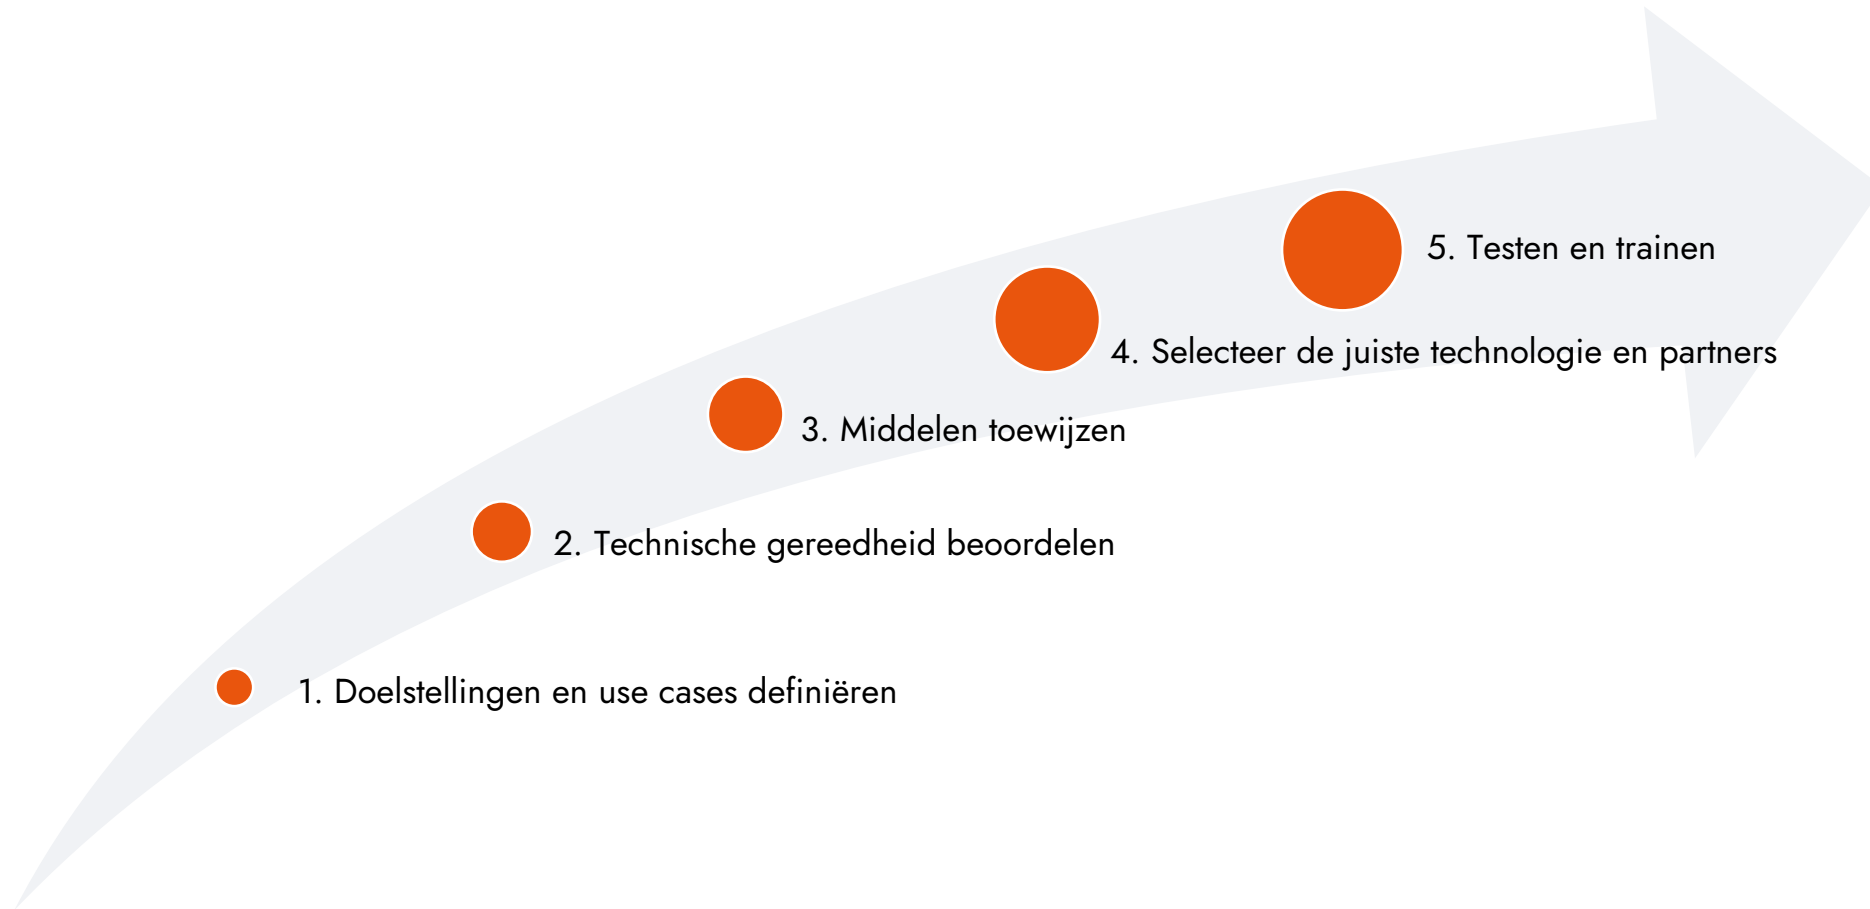 1. Doelstellingen en use cases definiëren
2. Technische gereedheid beoordelen
3. Middelen toewijzen
4. Selecteer de juiste technologie en partners
5. Testen en trainen